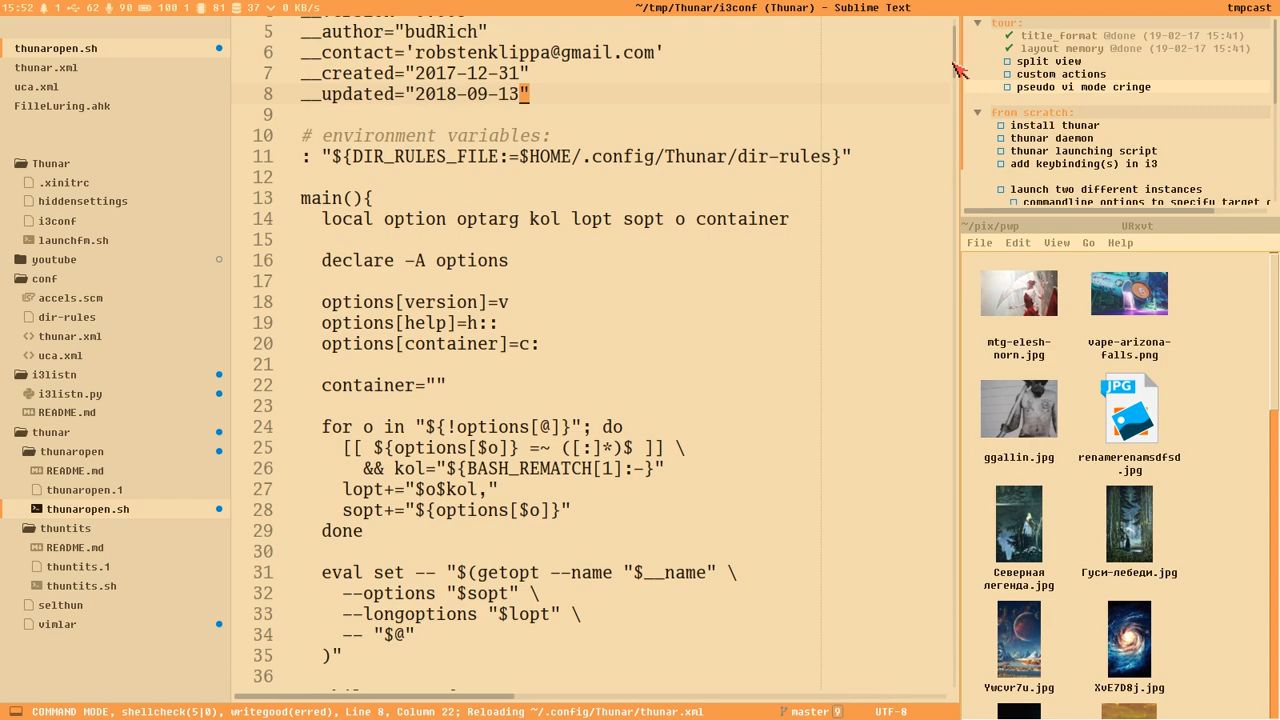 15:52 1 62 90 100 1 81 37 0 KB/s
~/tmp/Thunar/i3conf (Thunar) - Sublime Text
tmpcast
thunaropen.sh
thunar.xml
uca.xml
FilleLuring.ahk
Thunar
.xinitrc
hiddensettings
i3conf
launchfm.sh
youtube
conf
accels.scm
dir-rules
thunar.xml
uca.xml
i3listn
i3listn.py
README.md
thunar
thunaropen
README.md
thunaropen.1
thunaropen.sh
thuntits
README.md
thuntits.1
thuntits.sh
selthun
vimlar
5 __author="budRich"
6 __contact='robstenklippa@gmail.com'
7 __created="2017-12-31"
8 __updated="2018-09-13"
9
10 # environment variables:
11 : "${DIR_RULES_FILE:=$HOME/.config/Thunar/dir-rules}"
12
13 main(){
14 local option optarg kol lopt sopt o container
15
16 declare -A options
17
18 options[version]=v
19 options[help]=h::
20 options[container]=c:
21
22 container=""
23
24 for o in "${!options[@]}"; do
25 [[ ${options[$o]} =~ ([:]*)$ ]] \
26 && kol="${BASH_REMATCH[1]:-}"
27 lopt+="$o$kol,"
28 sopt+="${options[$o]}"
29 done
30
31 eval set -- "$(getopt --name "$__name" \
32 --options "$sopt" \
33 --longoptions "$lopt" \
34 -- "$@"
35 )"
36
tour:
✔ title_format @done (19-02-17 15:41)
✔ layout memory @done (19-02-17 15:41)
□ split view
□ custom actions
□ pseudo vi mode cringe
from scratch:
□ install thunar
□ thunar daemon
□ thunar launching script
□ add keybinding(s) in i3
□ launch two different instances
□ commandline options to specify target
~/pix/pwp
URxvt
File Edit View Go Help
mtg-elesh-norn.jpg
vape-arizona-falls.png
JPG
ggallin.jpg
renamerenamsdfsd.jpg
Северная легенда.jpg
Гуси-лебеди.jpg
Ywcvr7u.jpg
XvE7D8j.jpg
COMMAND MODE, shellcheck(5|0), writegood(erred), Line 8, Column 22; Reloading ~/.config/Thunar/thunar.xml
master 9
UTF-8